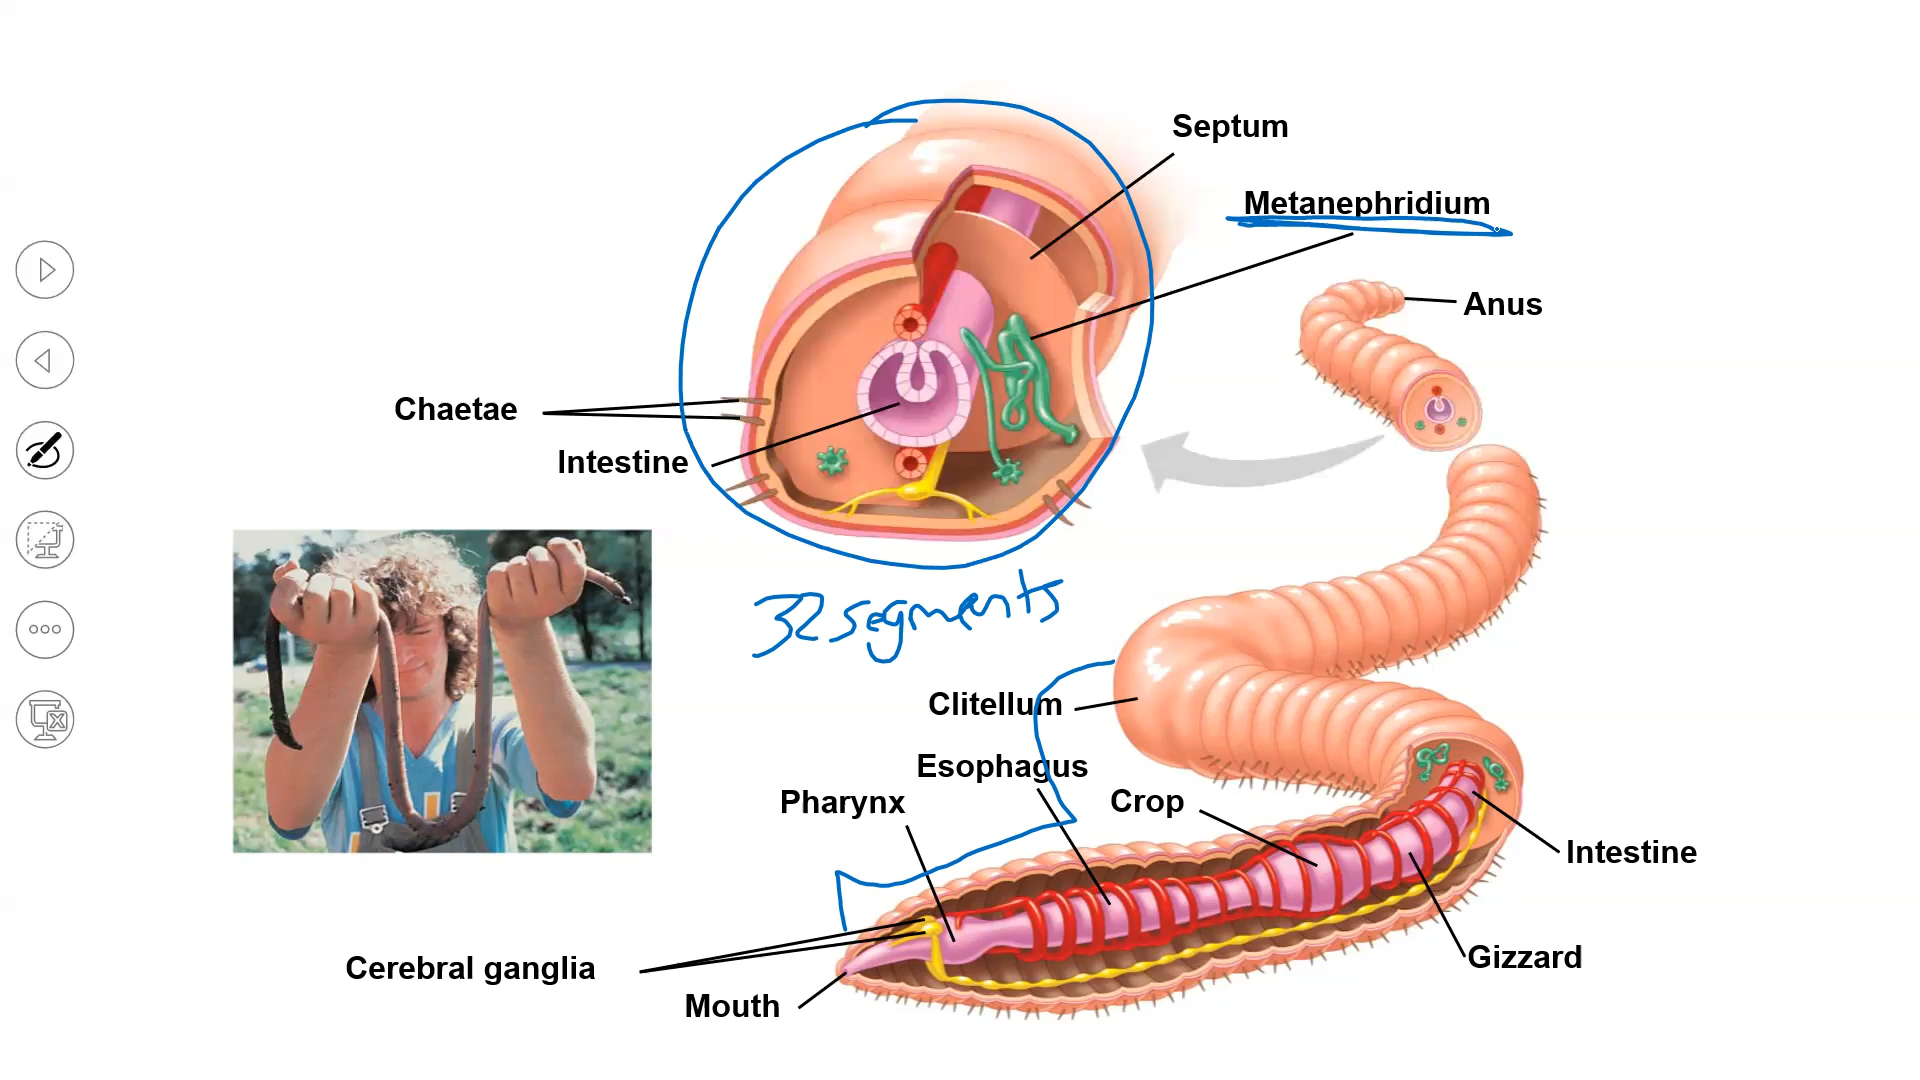 Septum
Metanephridium
Anus
Chaetae
Intestine
32 segments
Clitellum
Esophagus
Pharynx
Crop
Intestine
Cerebral ganglia
Gizzard
Mouth